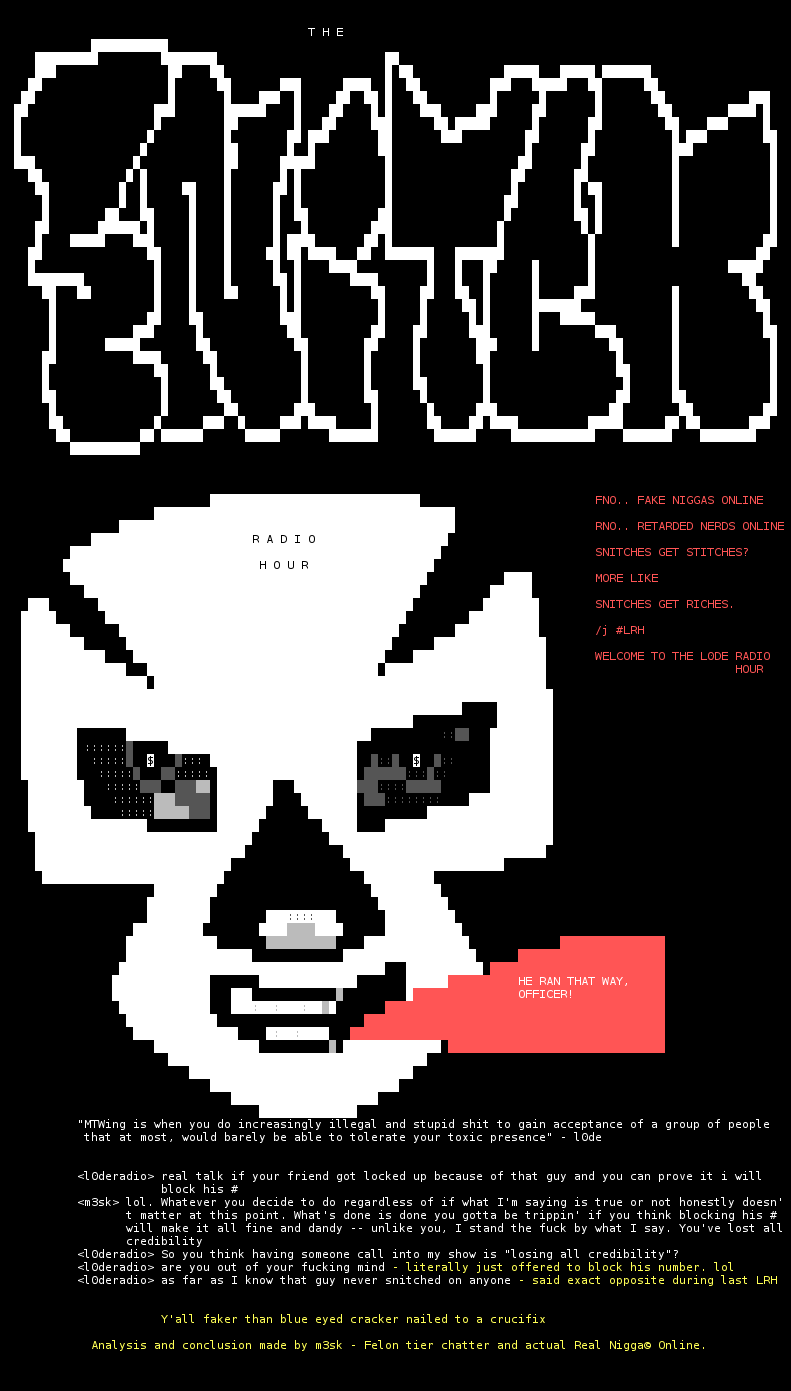 THE
SNITCH
RADIO
HOUR
FNO.. FAKE NIGGAS ONLINE
RNO.. RETARDED NERDS ONLINE
SNITCHES GET STITCHES?
MORE LIKE
SNITCHES GET RICHES.
/j #LRH
WELCOME TO THE L0DE RADIO
HOUR
$ $
HE RAN THAT WAY,
OFFICER!
"MTWing is when you do increasingly illegal and stupid shit to gain acceptance of a group of people
that at most, would barely be able to tolerate your toxic presence" - l0de
<l0deradio> real talk if your friend got locked up because of that guy and you can prove it i will
block his #
<m3sk> lol. Whatever you decide to do regardless of if what I'm saying is true or not honestly doesn'
t matter at this point. What's done is done you gotta be trippin' if you think blocking his #
will make it all fine and dandy -- unlike you, I stand the fuck by what I say. You've lost all
credibility
<l0deradio> So you think having someone call into my show is "losing all credibility"?
<l0deradio> are you out of your fucking mind - literally just offered to block his number. lol
<l0deradio> as far as I know that guy never snitched on anyone - said exact opposite during last LRH
Y'all faker than blue eyed cracker nailed to a crucifix
Analysis and conclusion made by m3sk - Felon tier chatter and actual Real Nigga© Online.